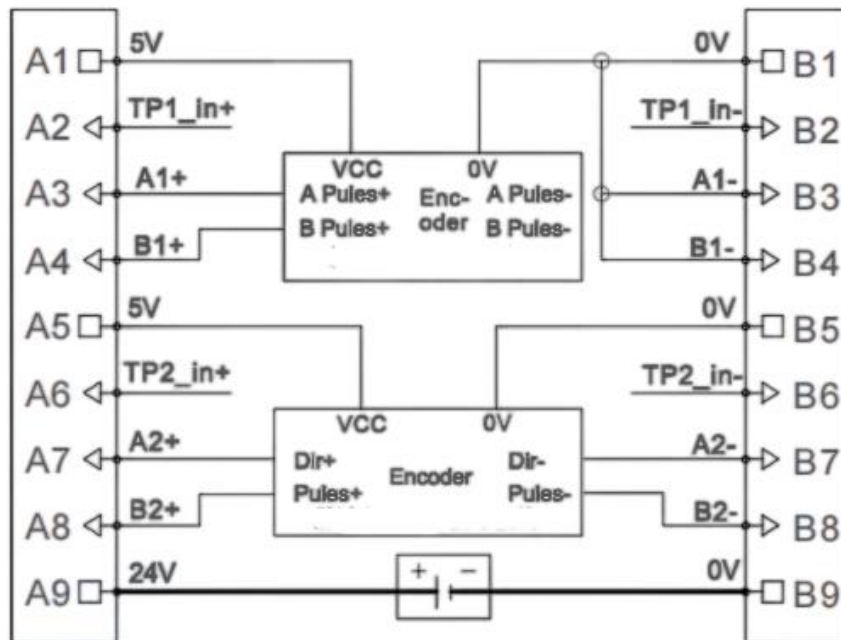 A1 5V 0V B1
A2 TP1_in+ TP1_in- B2
VCC 0V
A3 A1+ A Pules+ Enc- A Pules- A1- B3
B Pules+ oder B Pules-
A4 B1+ B1- B4
A5 5V 0V B5
A6 TP2_in+ TP2_in- B6
VCC 0V
A7 A2+ Dir+ Encoder Dir- A2- B7
Pules+ Pules-
A8 B2+ B2- B8
A9 24V + − 0V B9